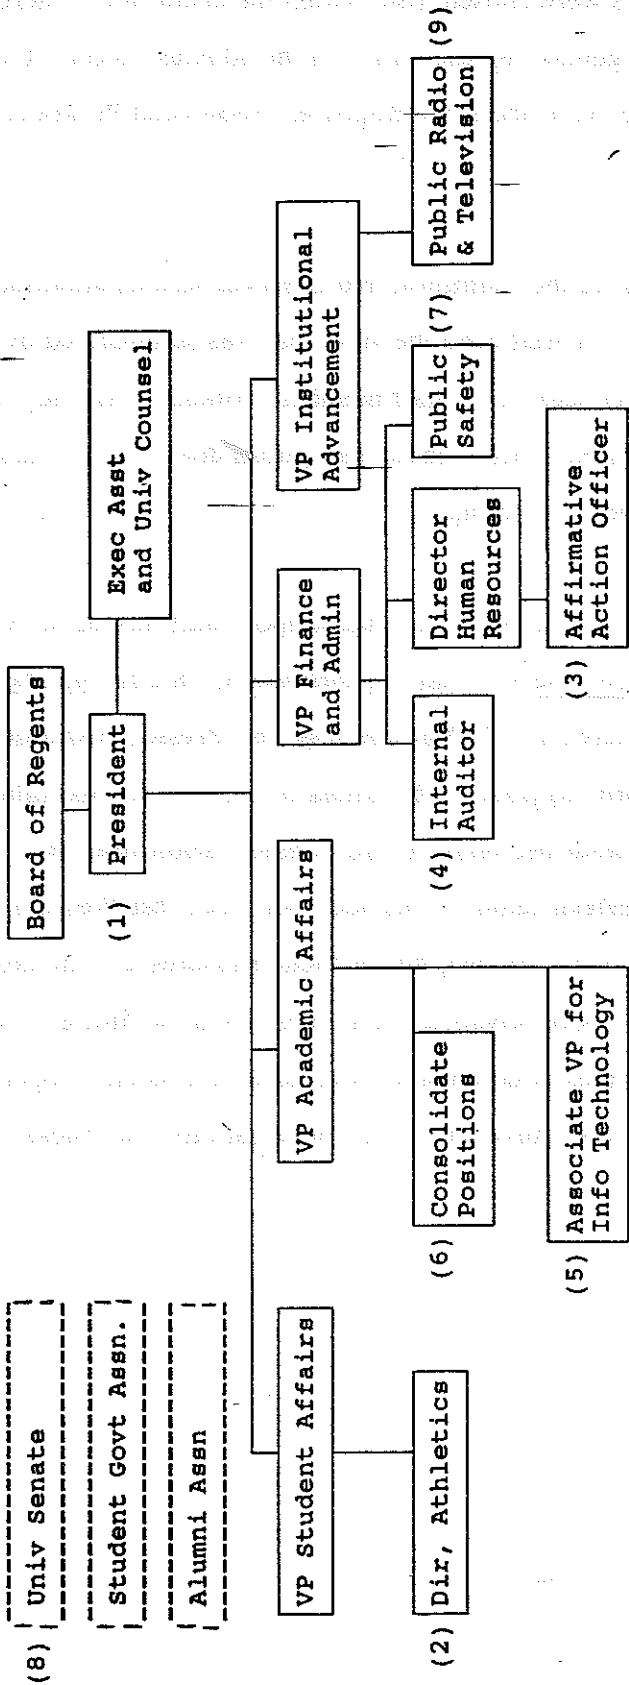 Board of Regents
(1) President
Exec Asst
and Univ Counsel
(8) Univ Senate
Student Govt Assn.
Alumni Assn
VP Student Affairs
VP Academic Affairs
VP Finance
and Admin
VP Institutional
Advancement
(2) Dir, Athletics
(6) Consolidate
Positions
(4) Internal
Auditor
Director
Human
Resources
Public (7)
Safety
Public Radio (9)
& Television
(5) Associate VP for
Info Technology
(3) Affirmative
Action Officer